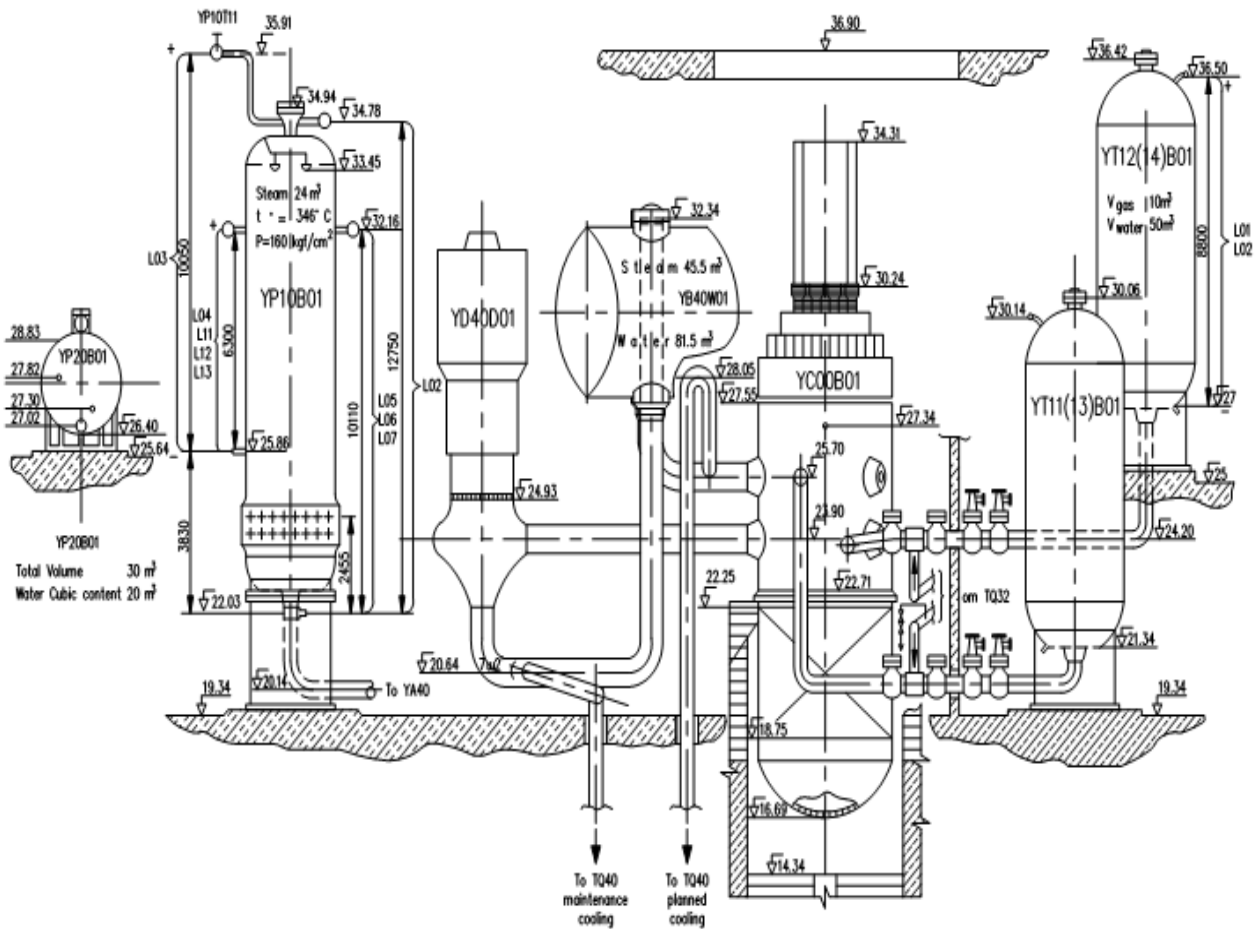 YP10T11
35.91
+
34.94
34.78
33.45
Steam 24 m³
t ° = 346° C
P=160 kgf/cm²
32.16
+
L03
10050
YP10B01
L04
L11
L12
L13
6300
12750
L02
10110
L05
L06
L07
28.83
YP20B01
27.82
27.30
27.02
26.40
25.64
-
25.86
3830
2455
YP20B01
Total Volume 30 m³
Water Cubic content 20 m³
22.03
20.14
To YA40
19.34
YD40D01
24.93
20.64
36.90
34.31
32.34
Steam 45.5 m³
YB40W01
Water 81.5 m³
30.24
28.05
27.55
YC00B01
27.34
25.70
23.90
22.71
22.25
18.75
16.69
14.34
To TQ40
maintenance
cooling
To TQ40
planned
cooling
om TQ32
36.42
36.50
+
YT12(14)B01
V gas 10m³
V water 50m³
8800
L01
L02
30.14
30.06
YT11(13)B01
27
-
25
24.20
21.34
19.34